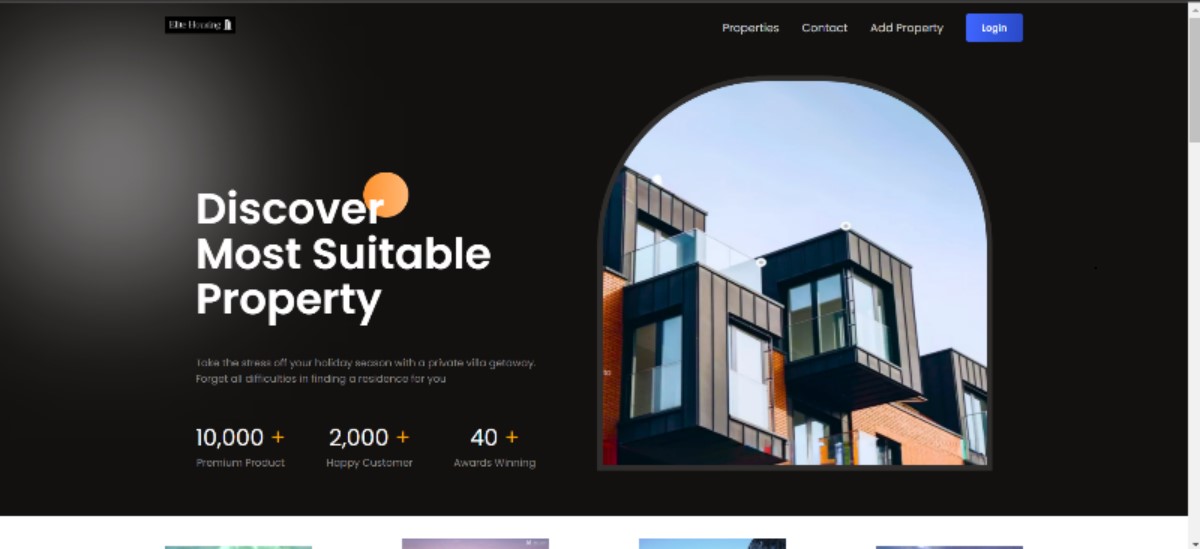 Elite Housing
Properties Contact Add Property Login
Discover
Most Suitable
Property
Take the stress off your holiday season with a private villa getaway.
Forget all difficulties in finding a residence for you
10,000 + 2,000 + 40 +
Premium Product Happy Customer Awards Winning